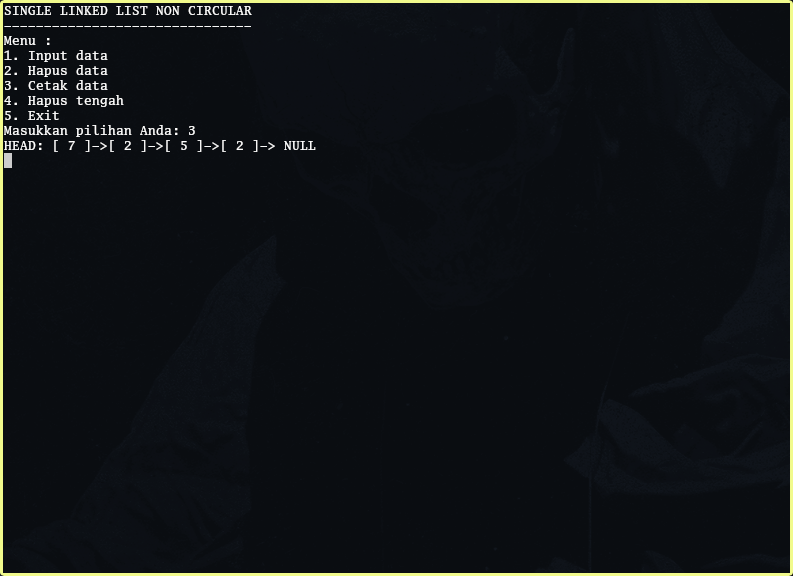 SINGLE LINKED LIST NON CIRCULAR
-------------------------------
Menu :
1. Input data
2. Hapus data
3. Cetak data
4. Hapus tengah
5. Exit
Masukkan pilihan Anda: 3
HEAD: [ 7 ]->[ 2 ]->[ 5 ]->[ 2 ]-> NULL